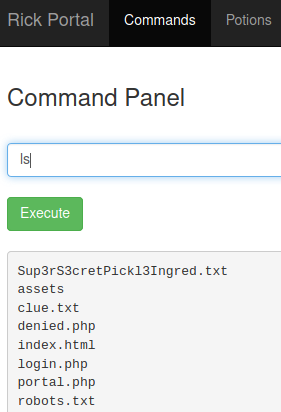 Rick Portal Commands Potions
Command Panel
ls
Execute
Sup3rS3cretPickl3Ingred.txt
assets
clue.txt
denied.php
index.html
login.php
portal.php
robots.txt